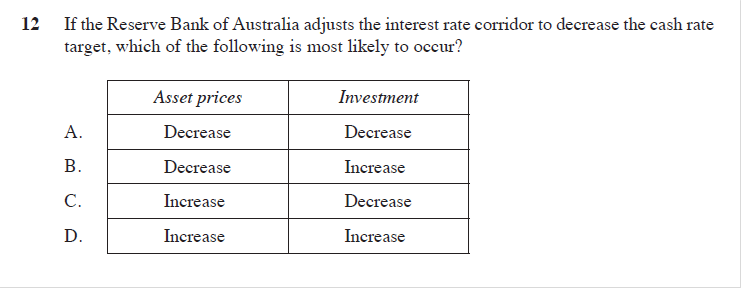 12 If the Reserve Bank of Australia adjusts the interest rate corridor to decrease the cash rate
target, which of the following is most likely to occur?
Asset prices Investment
A. Decrease Decrease
B. Decrease Increase
C. Increase Decrease
D. Increase Increase